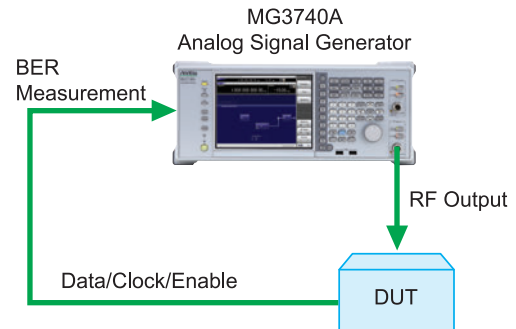 MG3740A
Analog Signal Generator
BER
Measurement
RF Output
Data/Clock/Enable
DUT